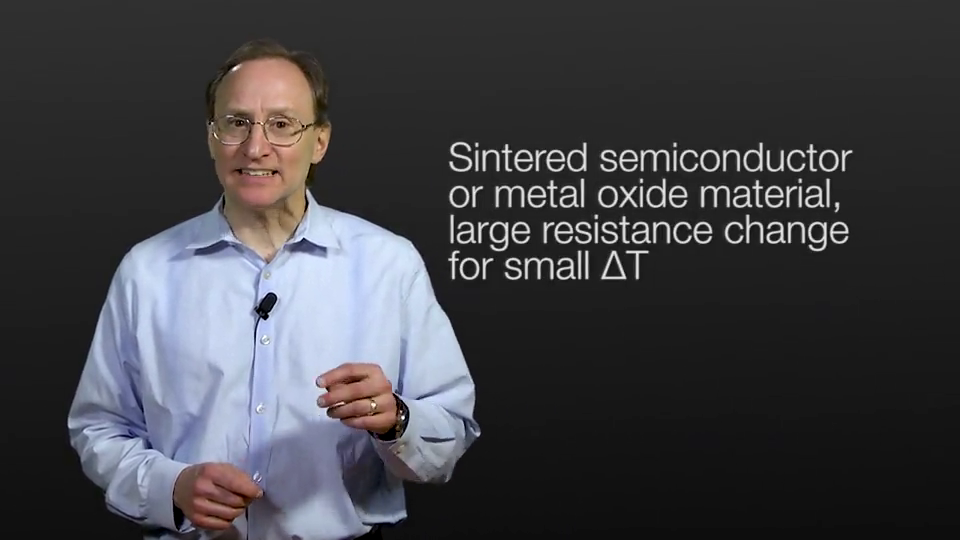 Sintered semiconductor
or metal oxide material,
large resistance change
for small ΔT